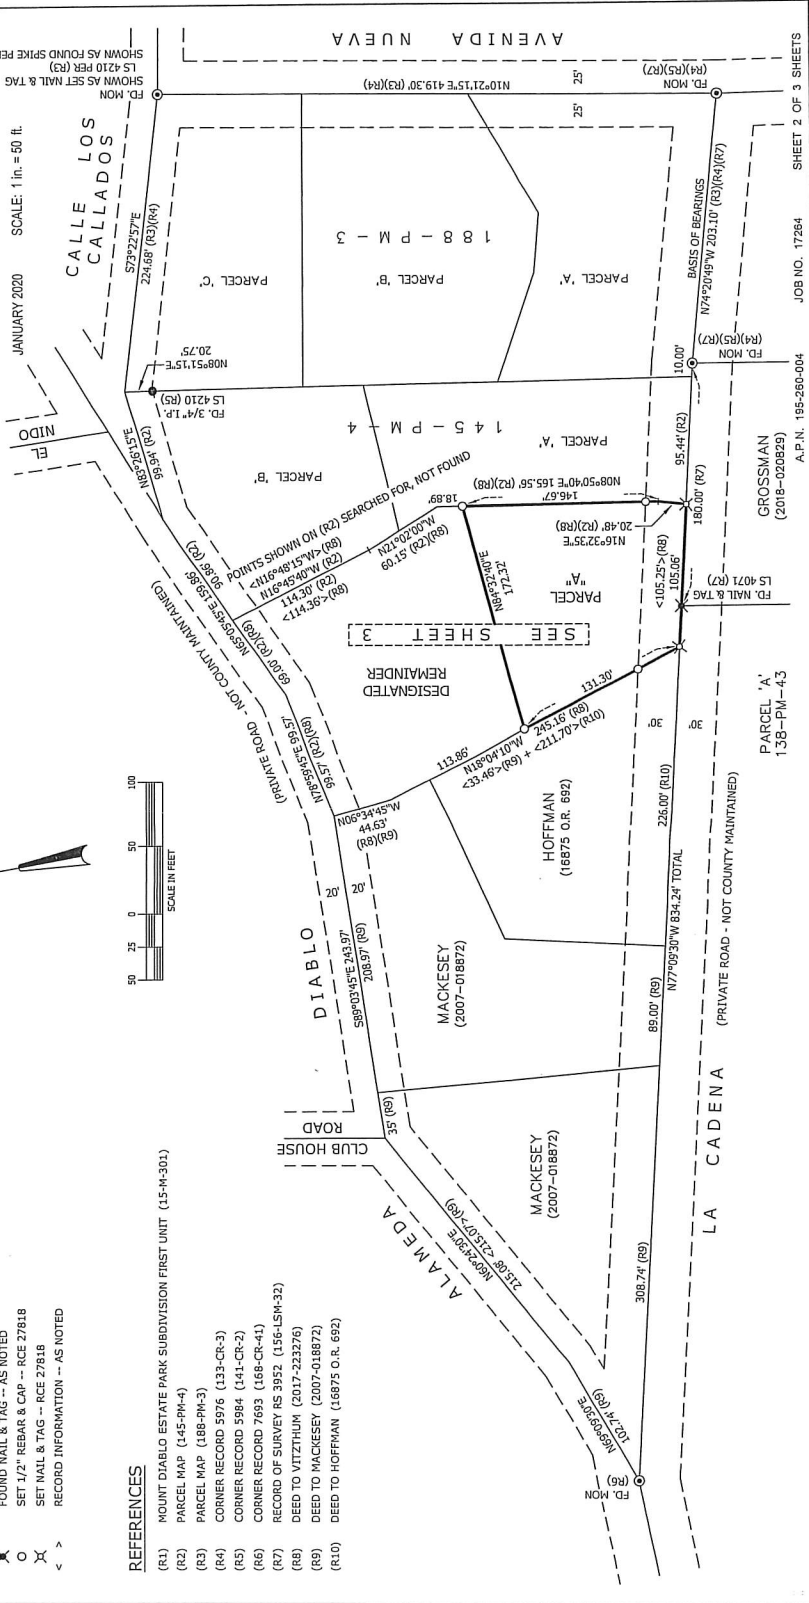 FOUND NAIL & TAG -- AS NOTED
SET 1/2" REBAR & CAP -- RCE 27818
SET NAIL & TAG -- RCE 27818
< > RECORD INFORMATION -- AS NOTED
REFERENCES
(R1) MOUNT DIABLO ESTATE PARK SUBDIVISION FIRST UNIT (15-M-301)
(R2) PARCEL MAP (145-PM-4)
(R3) PARCEL MAP (188-PM-3)
(R4) CORNER RECORD 5976 (133-CR-3)
(R5) CORNER RECORD 5984 (141-CR-2)
(R6) CORNER RECORD 7693 (168-CR-41)
(R7) RECORD OF SURVEY RS 3952 (156-LSM-32)
(R8) DEED TO VITZTHUM (2017-223276)
(R9) DEED TO MACKESEY (2007-018872)
(R10) DEED TO HOFFMAN (16875 O.R. 692)
50 25 0 50 100
SCALE IN FEET
JANUARY 2020
SCALE: 1 in. = 50 ft.
CALLE LOS
CALLADOS
EL
NIDO
FD. MON
SHOWN AS SET NAIL & TAG
LS 4210 PER (R3)
SHOWN AS FOUND SPIKE PER
S73°22'57"E
224.68' (R3)(R4)
N08°51'15"E
20.75'
FD. 3/4" I.P.
LS 4210 (R5)
N83°26'15"E
99.94' (R2)
90.86' (R2)
N65°05'45"E 159.86'
69.00' (R2)(R8)
(PRIVATE ROAD - NOT COUNTY MAINTAINED)
N78°59'45"E 99.57'
99.57' (R2)(R8)
POINTS SHOWN ON (R2) SEARCHED FOR, NOT FOUND
<N16°48'15"W>(R8)
N16°45'40"W (R2)
114.30' (R2)
<114.36'>(R8)
N21°02'00"W
60.15' (R2)(R8)
18.89'
PARCEL 'C'
PARCEL 'B'
PARCEL 'A'
188-PM-3
AVENIDA NUEVA
N10°21'15"E 419.30' (R3)(R4)
25'
25'
FD. MON
(R4)(R5)(R7)
145-PM-4
PARCEL 'B'
PARCEL 'A'
N08°50'40"E 165.56' (R2)(R8)
146.67'
N16°32'35"E
20.48' (R2)(R8)
N84°32'40"E
172.32'
PARCEL
"A"
SEE SHEET 3
DESIGNATED
REMAINDER
BASIS OF BEARINGS
N74°20'49"W 203.10' (R3)(R4)(R7)
FD. MON
(R4)(R5)(R7)
10.00'
95.44' (R2)
180.00' (R7)
<105.25'>(R8)
105.06'
FD. NAIL & TAG
LS 4071 (R7)
131.30'
113.86'
N18°04'10"W
245.16' (R8)
<33.46'>(R9) + <211.70'>(R10)
N06°34'45"W
44.63'
(R8)(R9)
HOFFMAN
(16875 O.R. 692)
30'
30'
226.00' (R10)
N77°09'30"W 834.24' TOTAL
89.00' (R9)
308.74' (R9)
GROSSMAN
(2018-020829)
PARCEL 'A'
138-PM-43
(PRIVATE ROAD - NOT COUNTY MAINTAINED)
LA CADENA
DIABLO
20'
20'
S89°03'45"E 243.97'
208.97' (R9)
35' (R9)
MACKESEY
(2007-018872)
CLUB HOUSE
ROAD
ALAMEDA
N60°24'30"E
215.08' <215.07'>(R9)
MACKESEY
(2007-018872)
N69°09'30"E
102.74' (R9)
FD. MON
(R6)
A.P.N. 195-260-004
JOB NO. 17264
SHEET 2 OF 3 SHEETS